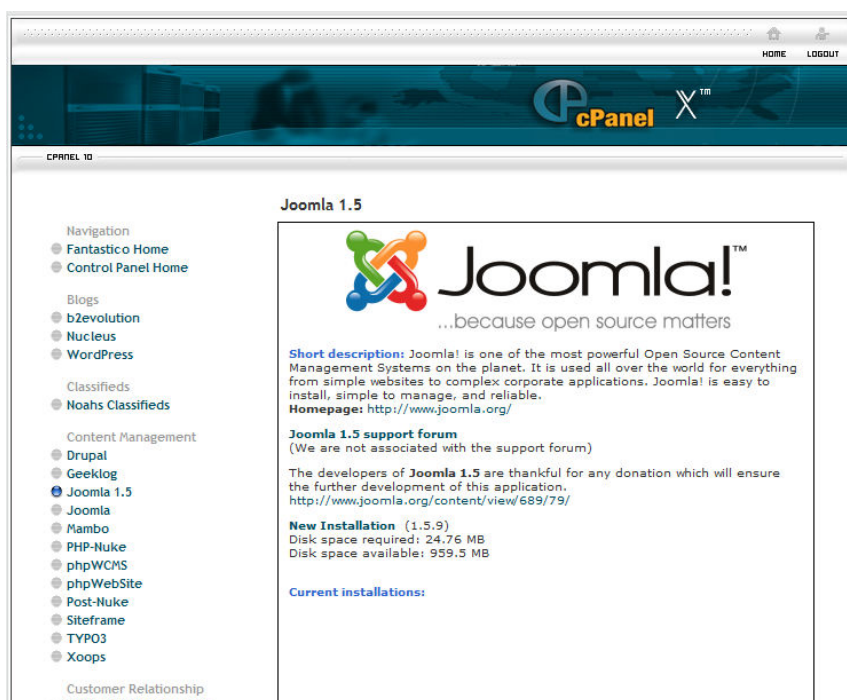 HOME LOGOUT
cPanel X™
CPANEL 10
Navigation
Fantastico Home
Control Panel Home
Blogs
b2evolution
Nucleus
WordPress
Classifieds
Noahs Classifieds
Content Management
Drupal
Geeklog
Joomla 1.5
Joomla
Mambo
PHP-Nuke
phpWCMS
phpWebSite
Post-Nuke
Siteframe
TYPO3
Xoops
Customer Relationship
Joomla 1.5
Joomla!™
...because open source matters
Short description: Joomla! is one of the most powerful Open Source Content
Management Systems on the planet. It is used all over the world for everything
from simple websites to complex corporate applications. Joomla! is easy to
install, simple to manage, and reliable.
Homepage: http://www.joomla.org/
Joomla 1.5 support forum
(We are not associated with the support forum)
The developers of Joomla 1.5 are thankful for any donation which will ensure
the further development of this application.
http://www.joomla.org/content/view/689/79/
New Installation (1.5.9)
Disk space required: 24.76 MB
Disk space available: 959.5 MB
Current installations: